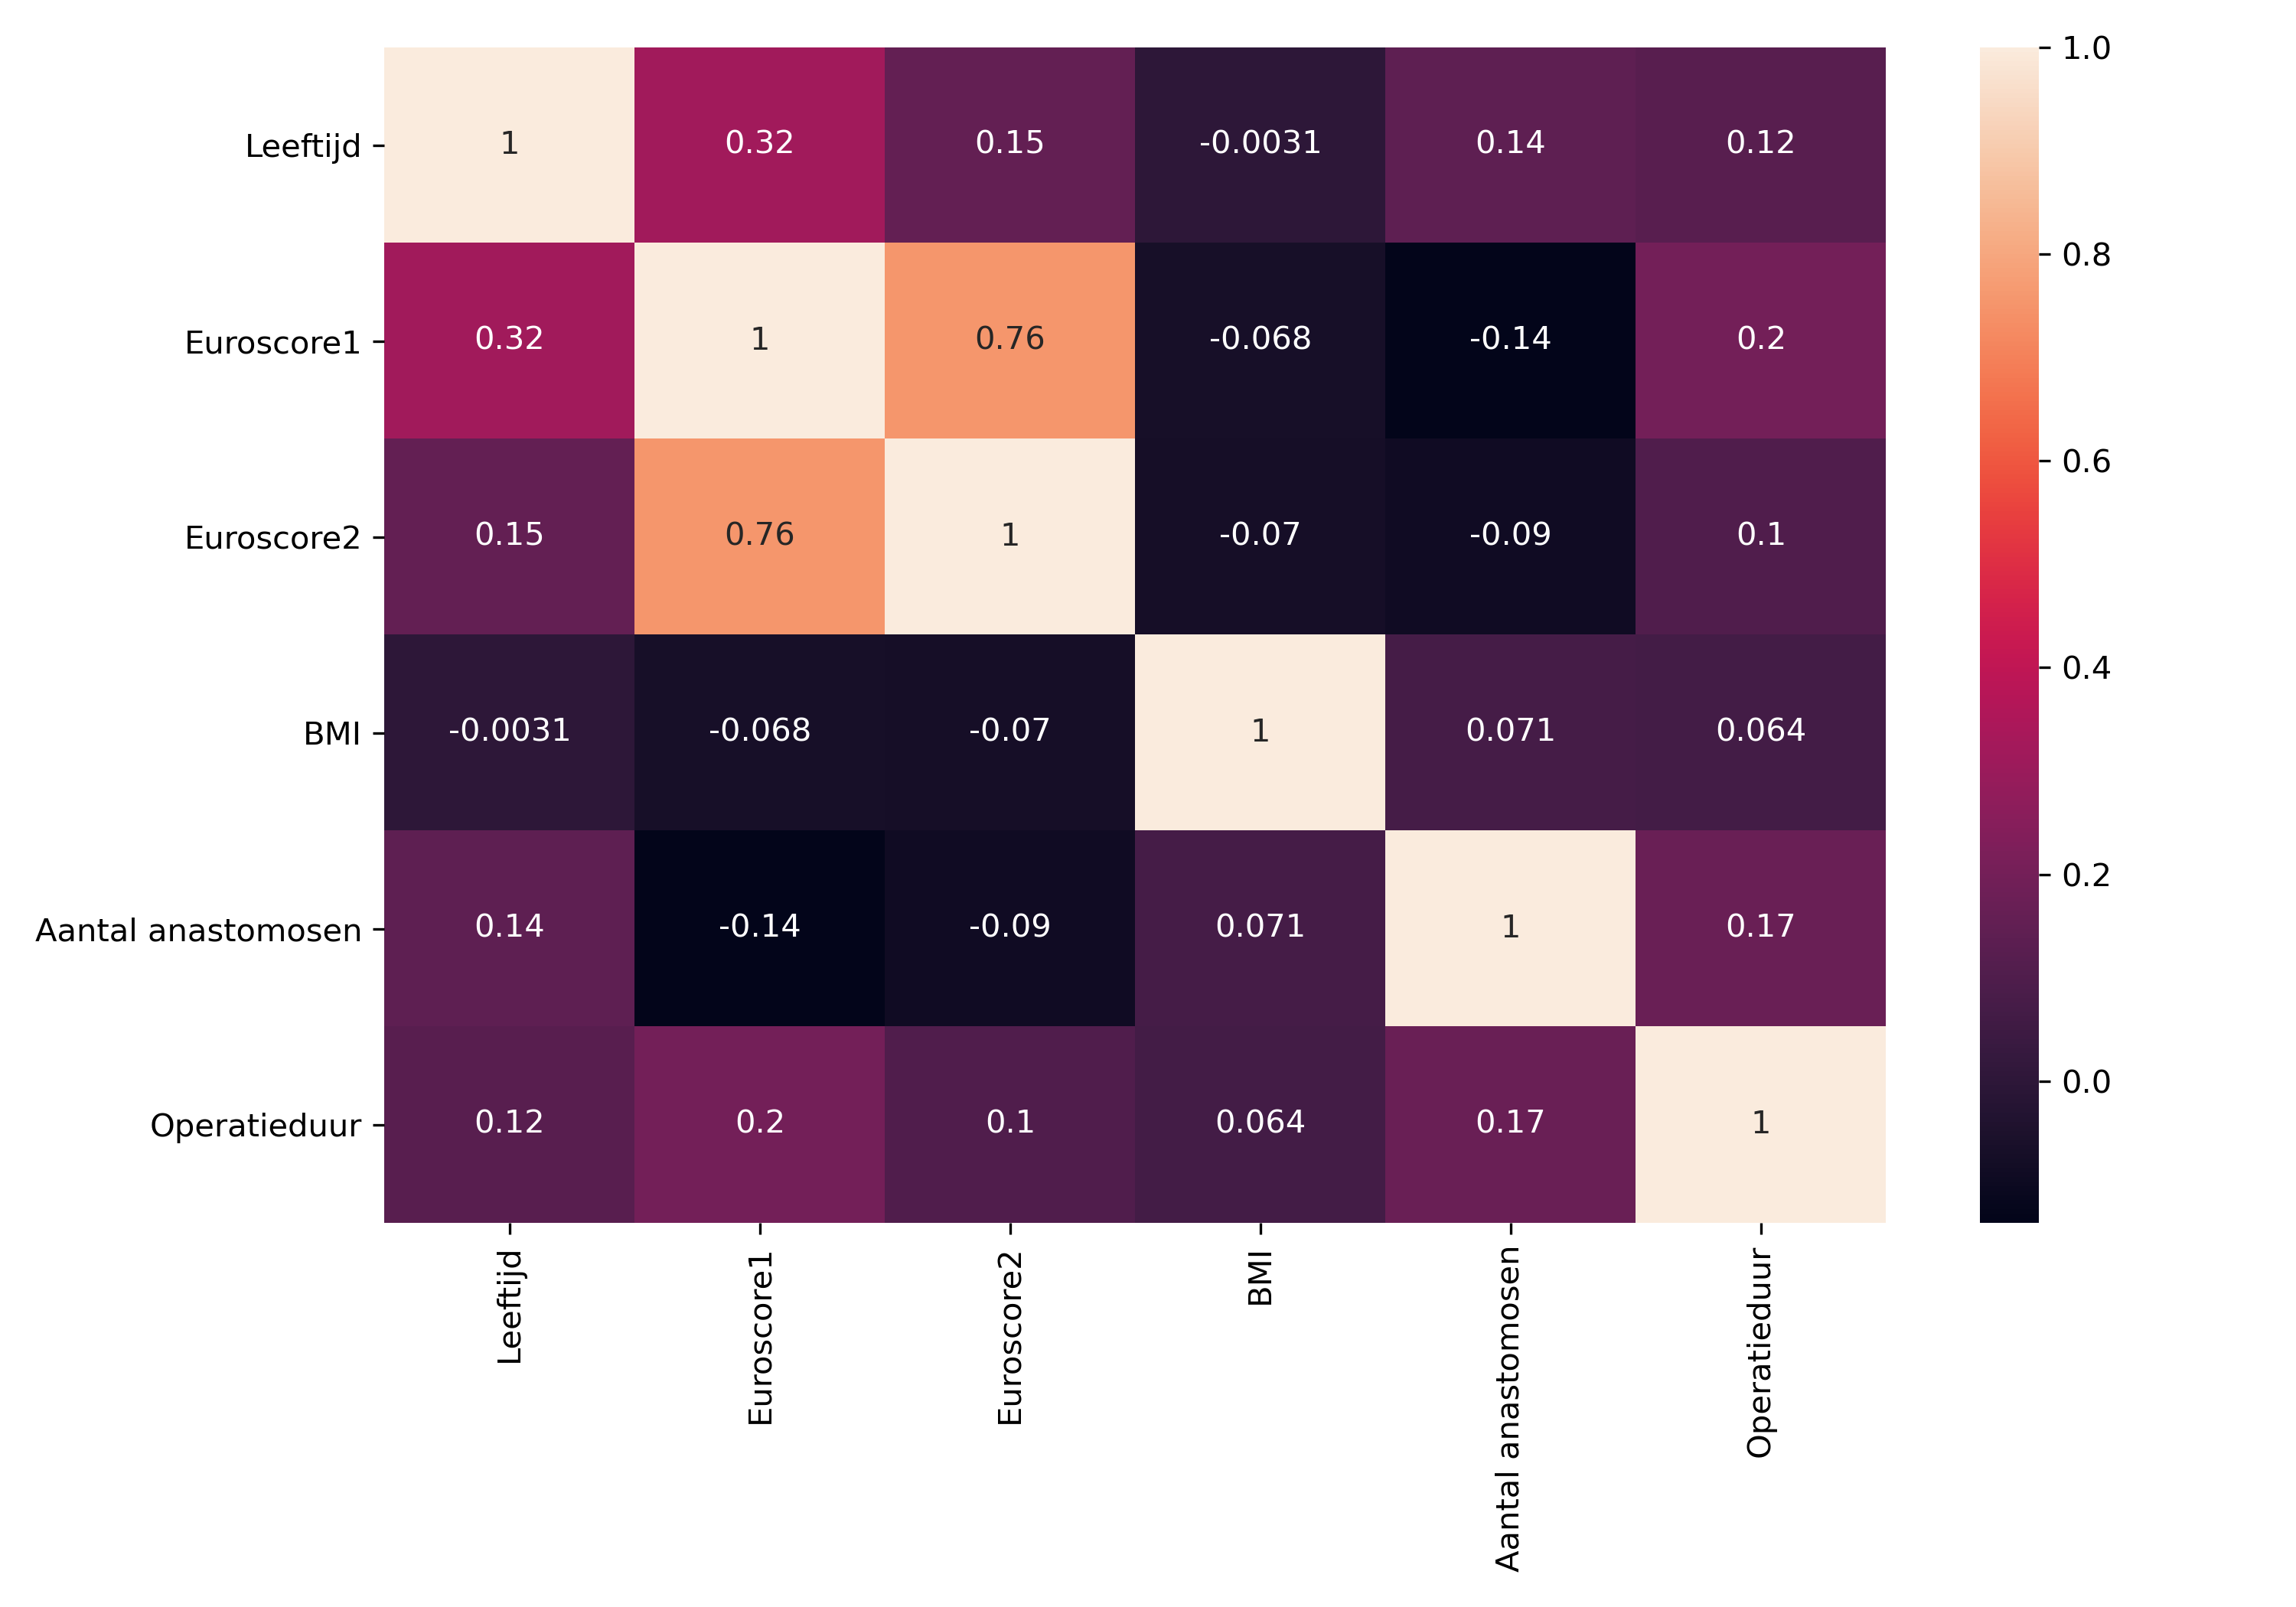 Leeftijd 1 0.32 0.15 -0.0031 0.14 0.12
Euroscore1 0.32 1 0.76 -0.068 -0.14 0.2
Euroscore2 0.15 0.76 1 -0.07 -0.09 0.1
BMI -0.0031 -0.068 -0.07 1 0.071 0.064
Aantal anastomosen 0.14 -0.14 -0.09 0.071 1 0.17
Operatieduur 0.12 0.2 0.1 0.064 0.17 1
Leeftijd
Euroscore1
Euroscore2
BMI
Aantal anastomosen
Operatieduur
1.0
0.8
0.6
0.4
0.2
0.0